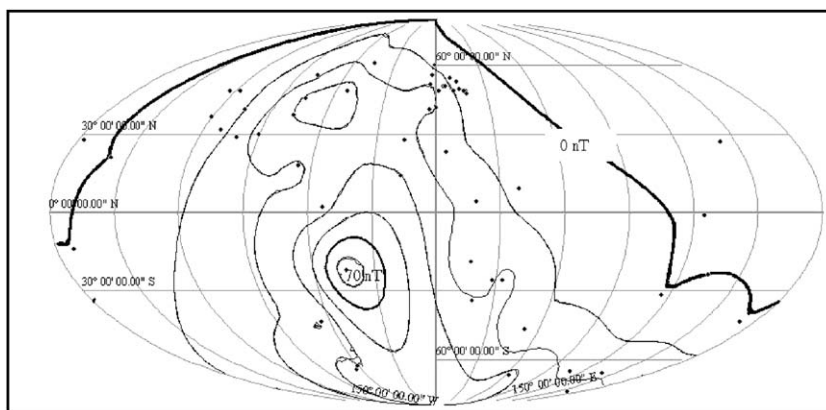 60° 00' 00.00" N
30° 00' 00.00" N
0 nT
0° 00' 00.00" N
70 nT
30° 00' 00.00" S
60° 00' 00.00" S
150° 00' 00.00" W
150° 00' 00.00" E